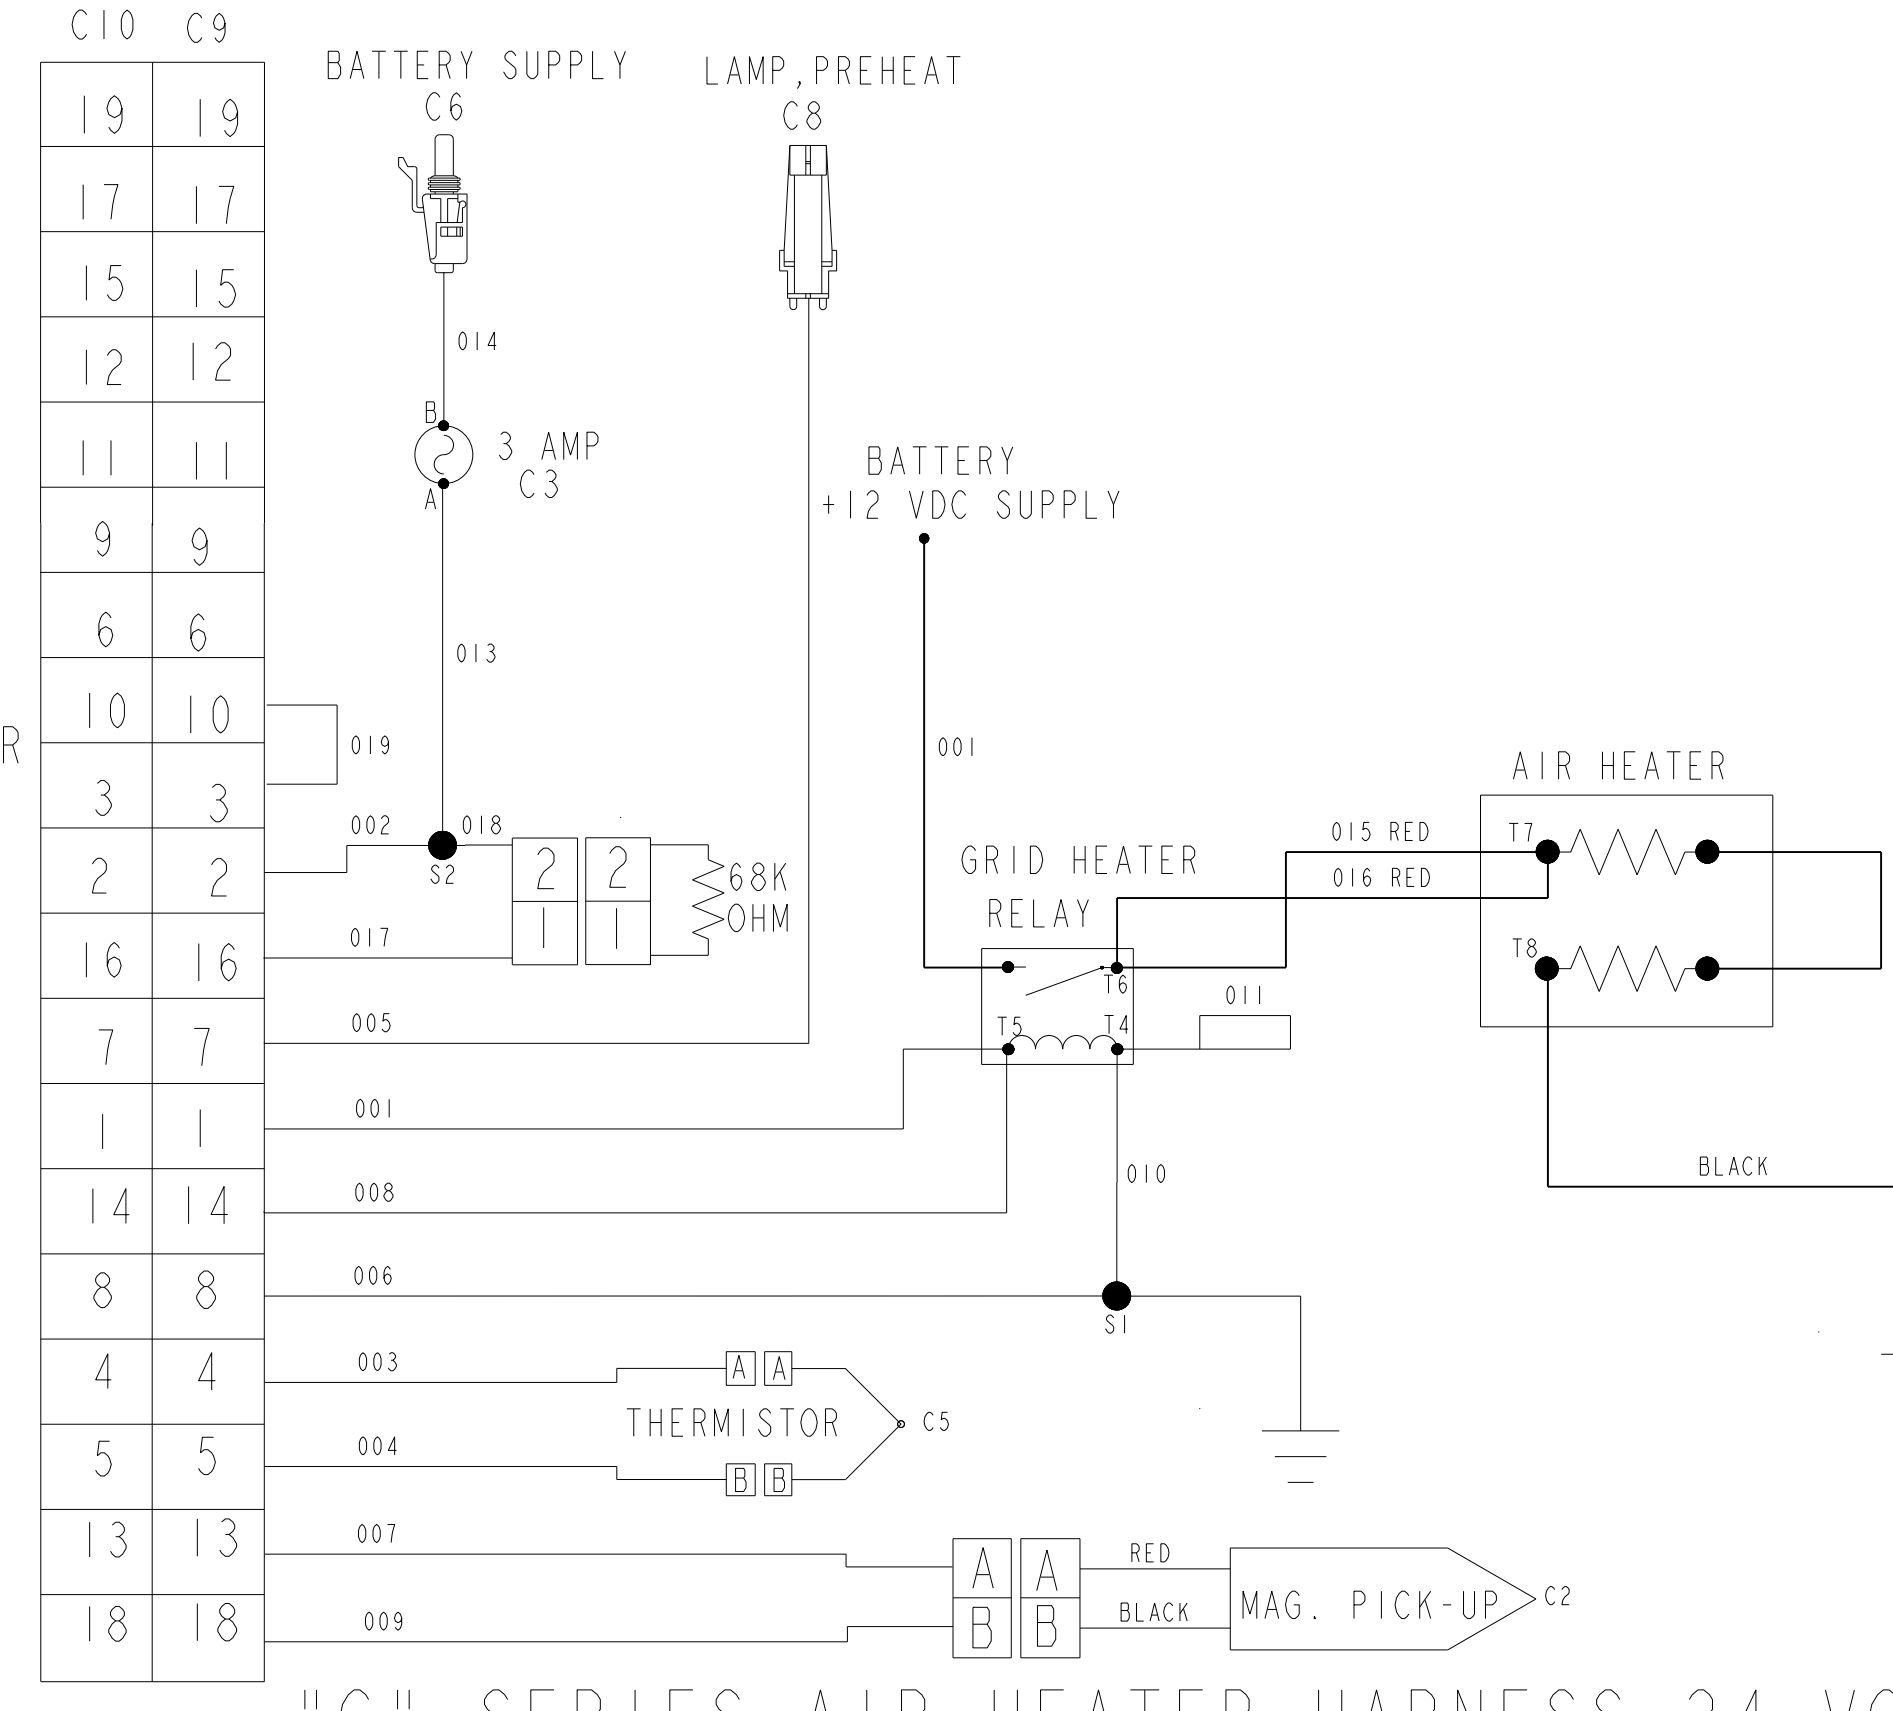 C10 C9
BATTERY SUPPLY
C6
LAMP,PREHEAT
C8
19 19
17 17
15 15
12 12
11 11
9 9
6 6
10 10
3 3
2 2
16 16
7 7
1 1
14 14
8 8
4 4
5 5
13 13
18 18
R
014
B
3 AMP
C3
A
013
BATTERY
+12 VDC SUPPLY
001
019
002
018
S2
2 2
1 1
68K
OHM
017
005
001
008
006
GRID HEATER
RELAY
T6
T5 T4
011
010
S1
AIR HEATER
015 RED
T7
016 RED
T8
BLACK
003
A A
THERMISTOR
C5
004
B B
007
A A
RED
MAG. PICK-UP
C2
009
B B
BLACK
"C" SERIES AIR HEATER HARNESS 24